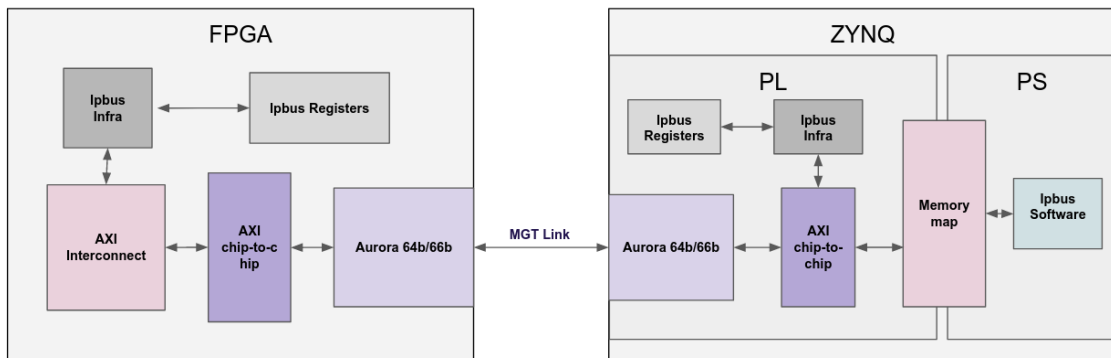 FPGA
Ipbus
Infra
Ipbus Registers
AXI
Interconnect
AXI
chip-to-c
hip
Aurora 64b/66b
MGT Link
ZYNQ
PL
PS
Ipbus
Registers
Ipbus
Infra
Aurora 64b/66b
AXI
chip-to-
chip
Memory
map
Ipbus
Software